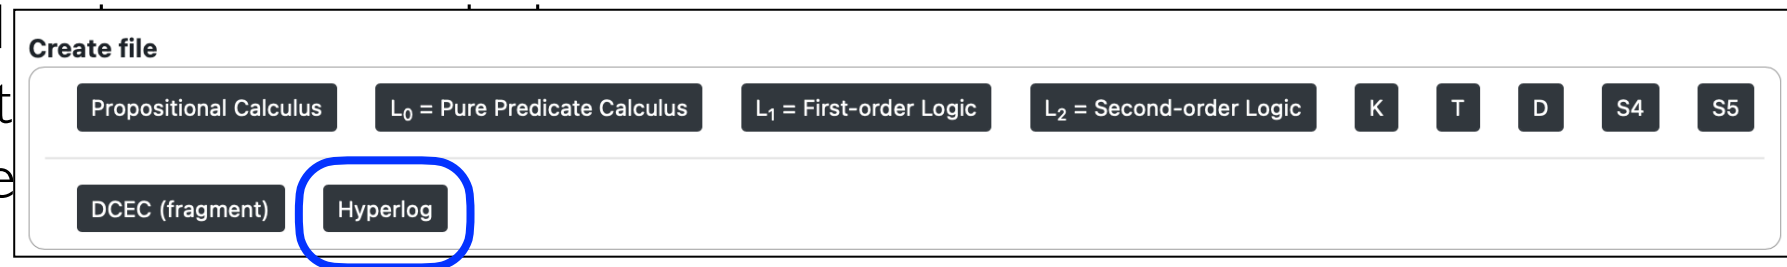 Create file
Propositional Calculus L₀ = Pure Predicate Calculus L₁ = First-order Logic L₂ = Second-order Logic K T D S4 S5
DCEC (fragment) Hyperlog